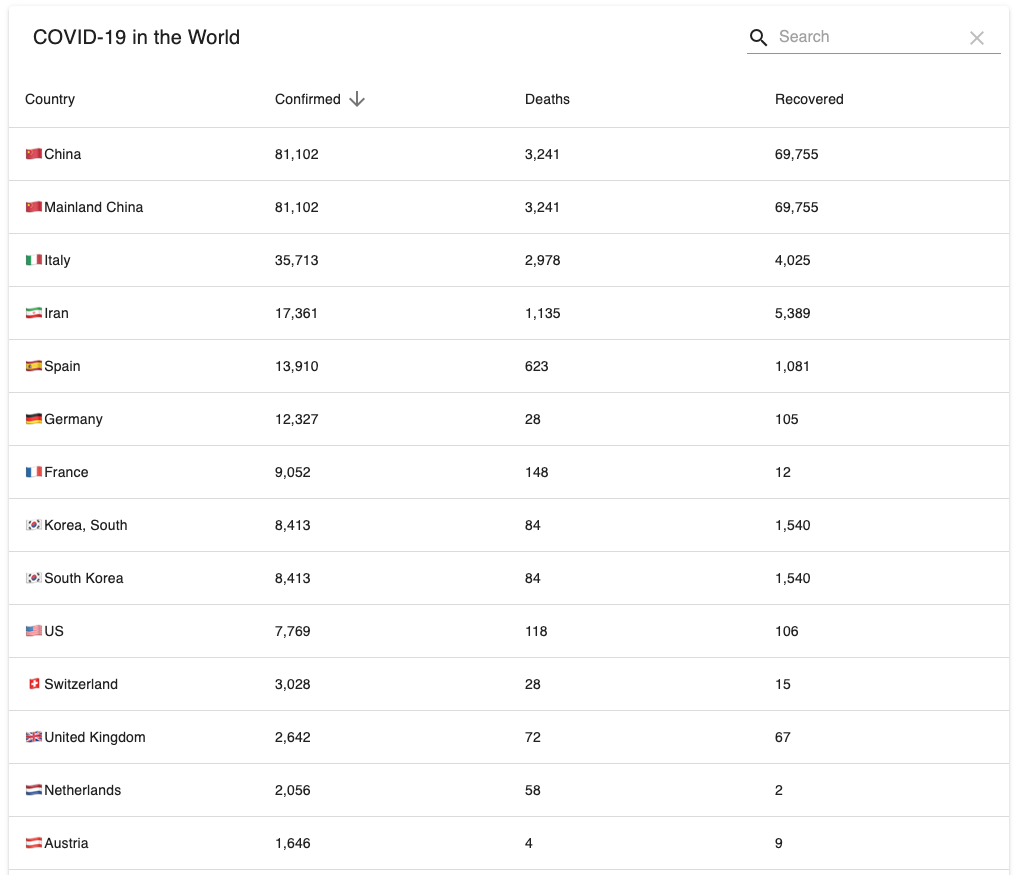 COVID-19 in the World
Search
Country Confirmed Deaths Recovered
China 81,102 3,241 69,755
Mainland China 81,102 3,241 69,755
Italy 35,713 2,978 4,025
Iran 17,361 1,135 5,389
Spain 13,910 623 1,081
Germany 12,327 28 105
France 9,052 148 12
Korea, South 8,413 84 1,540
South Korea 8,413 84 1,540
US 7,769 118 106
Switzerland 3,028 28 15
United Kingdom 2,642 72 67
Netherlands 2,056 58 2
Austria 1,646 4 9